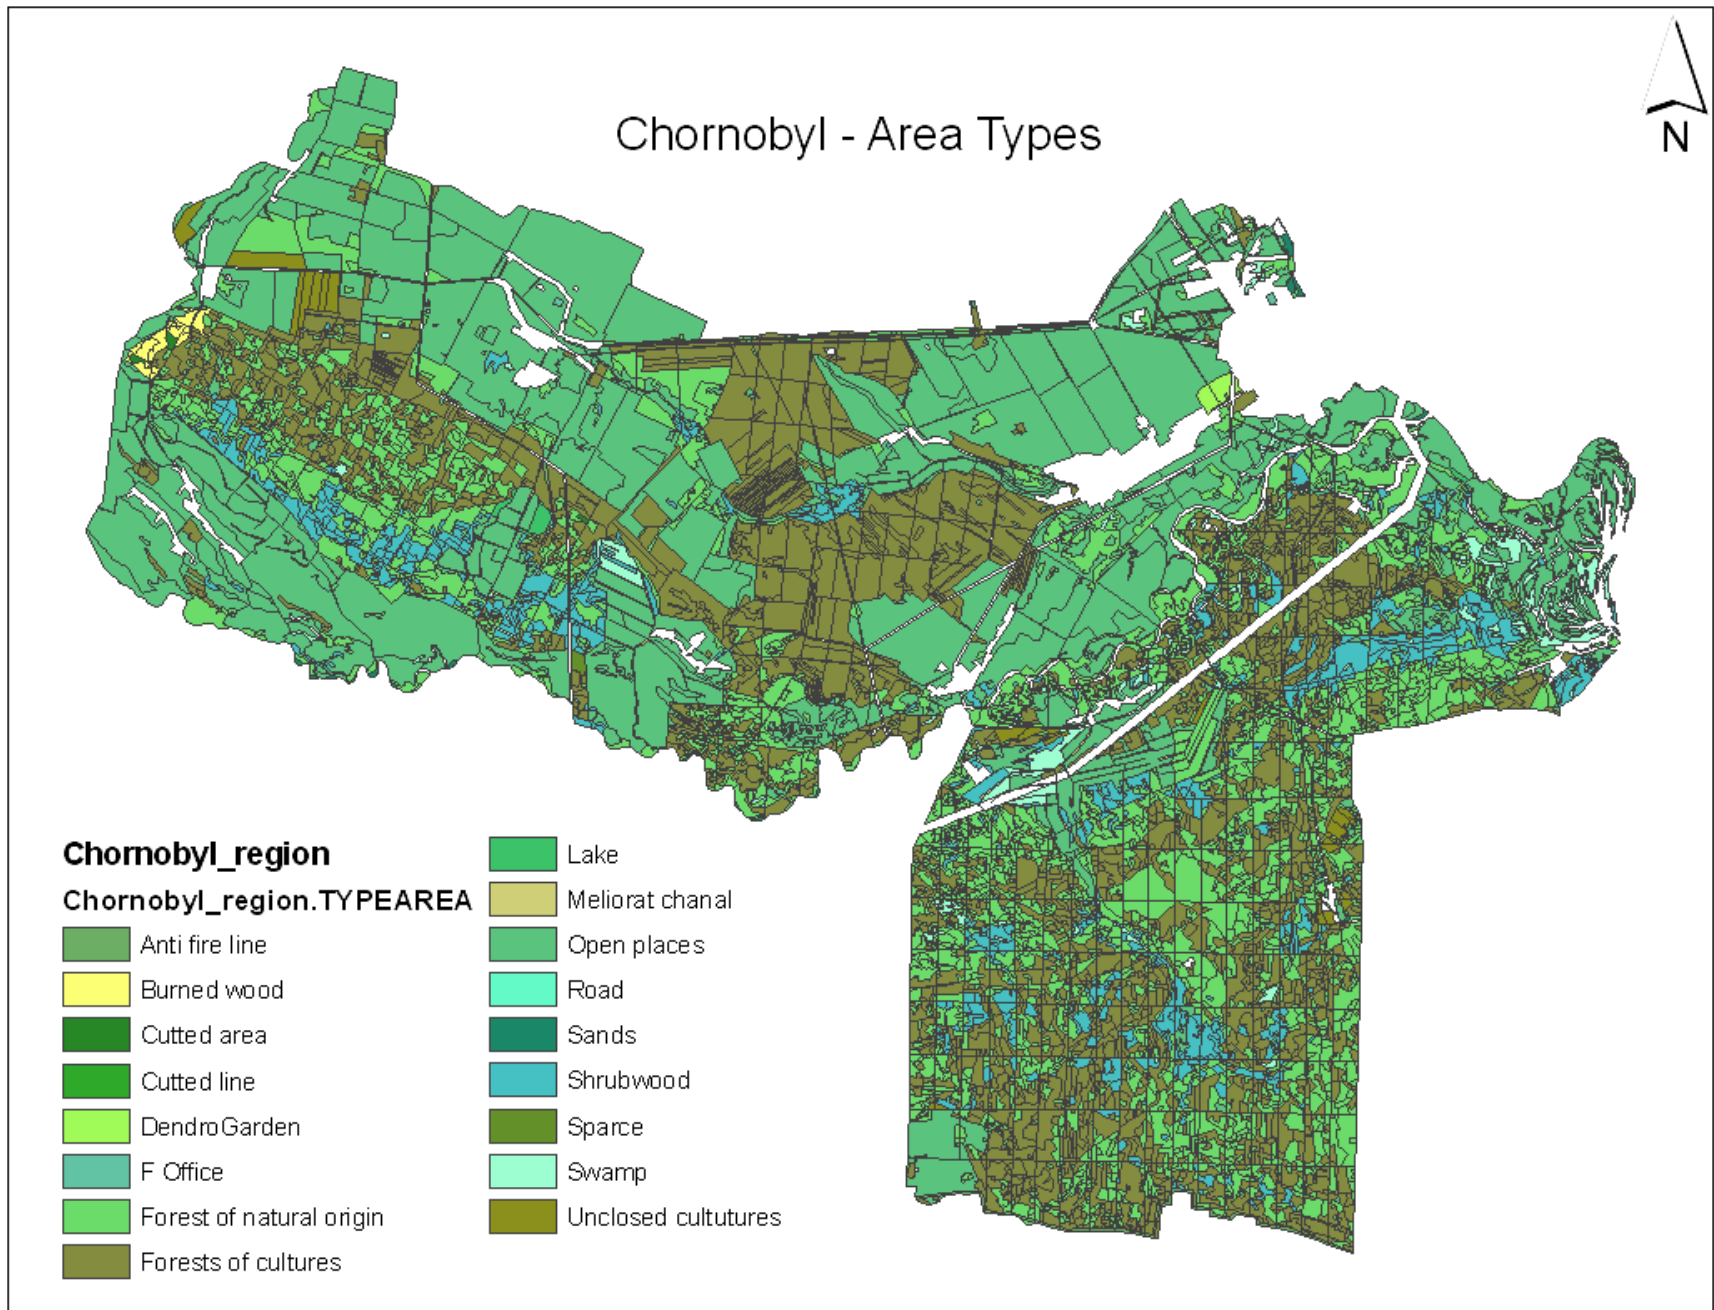 N
Chornobyl - Area Types
Chornobyl_region
Chornobyl_region.TYPEAREA
Anti fire line
Burned wood
Cutted area
Cutted line
DendroGarden
F Office
Forest of natural origin
Forests of cultures
Lake
Meliorat chanal
Open places
Road
Sands
Shrubwood
Sparce
Swamp
Unclosed cultutures